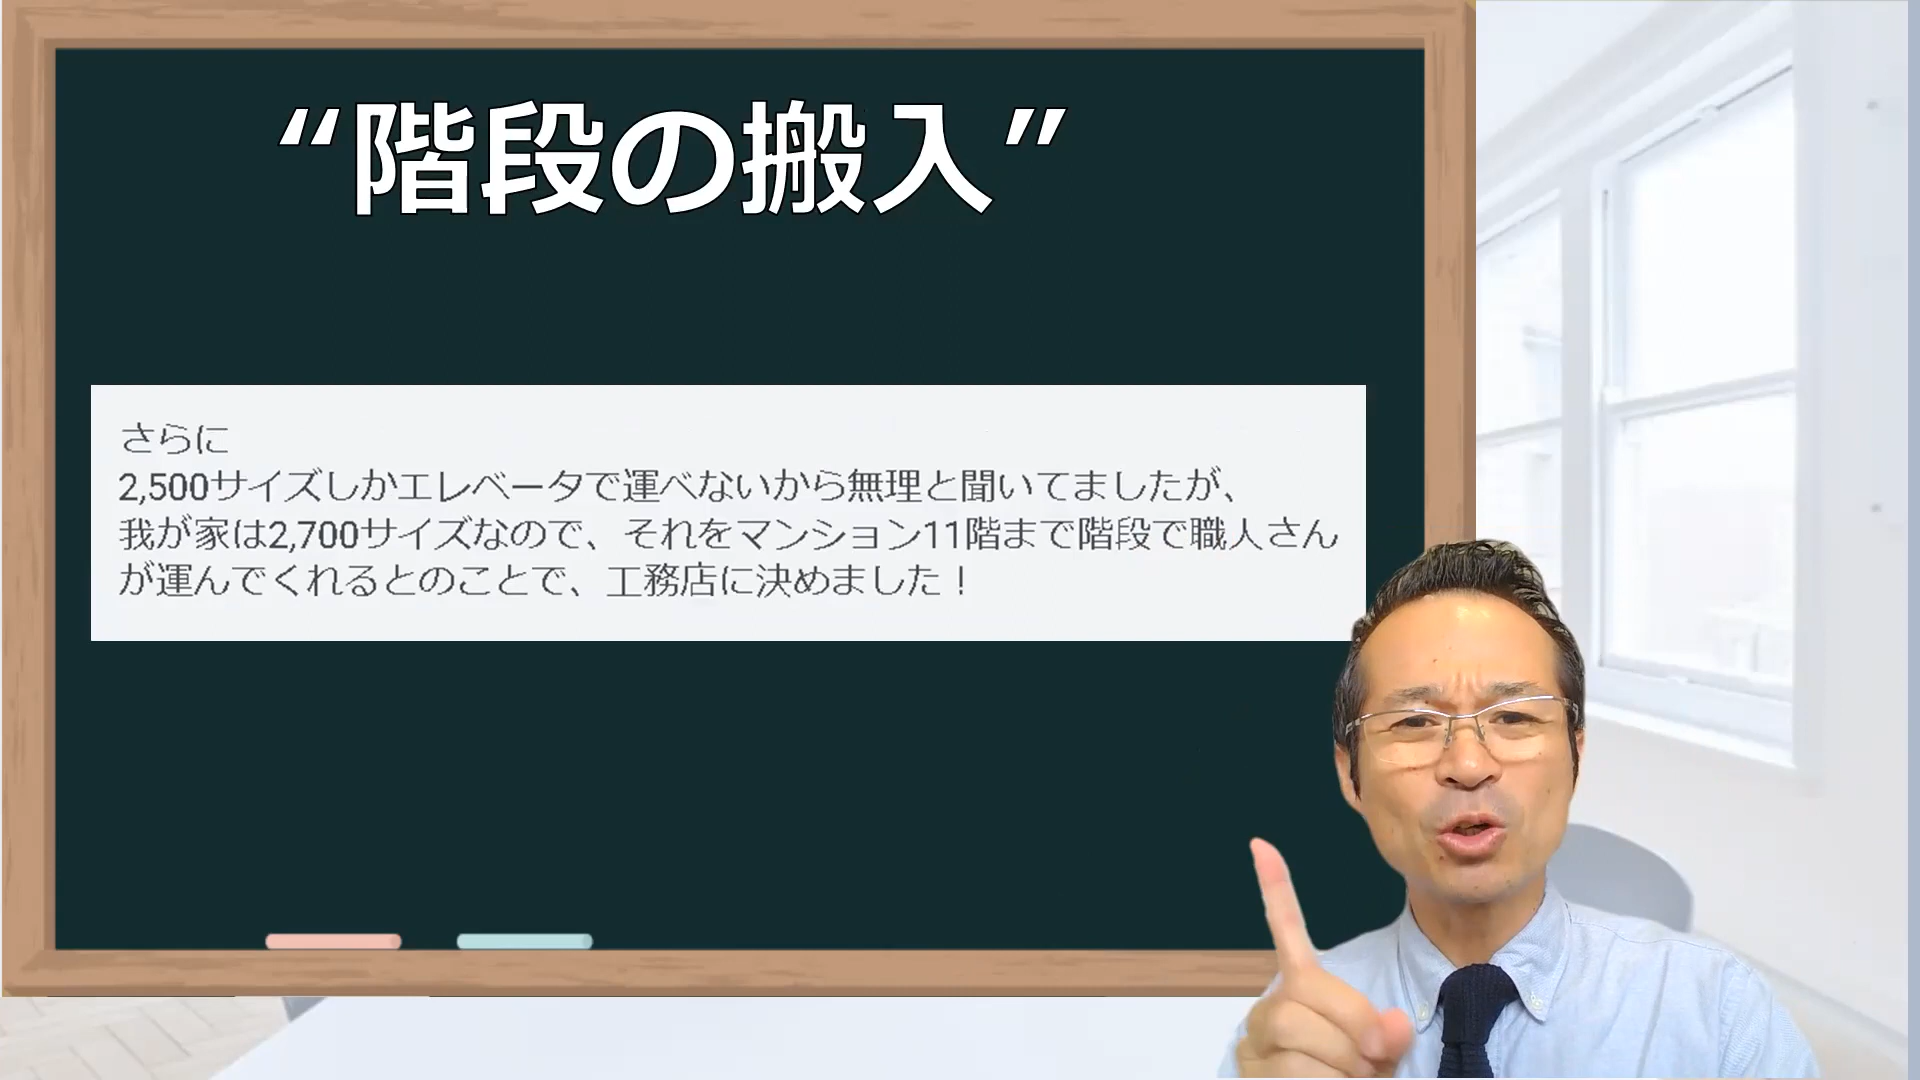 “階段の搬入”
さらに
2,500サイズしかエレベータで運べないから無理と聞いてましたが、
我が家は2,700サイズなので、それをマンション11階まで階段で職人さん
が運んでくれるとのことで、工務店に決めました！